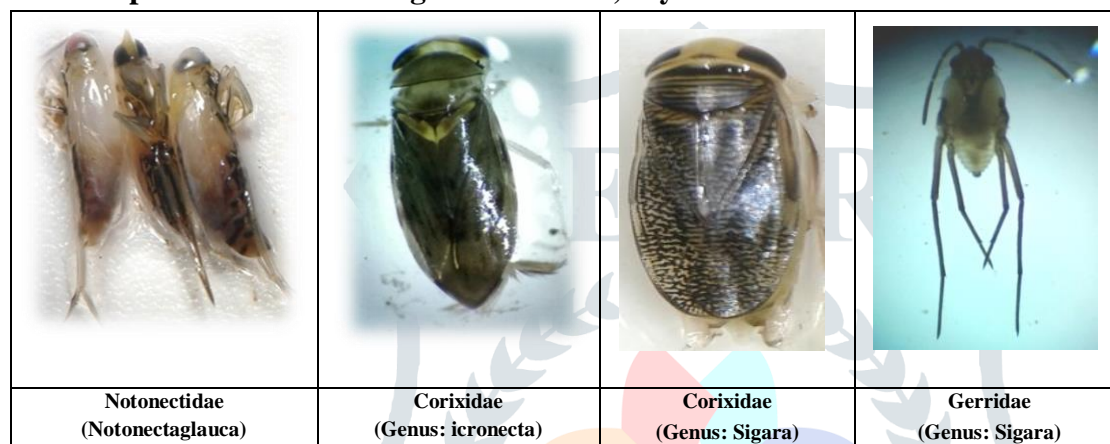 Notonectidae
(Notonectaglauca)
Corixidae
(Genus: icronecta)
Corixidae
(Genus: Sigara)
Gerridae
(Genus: Sigara)